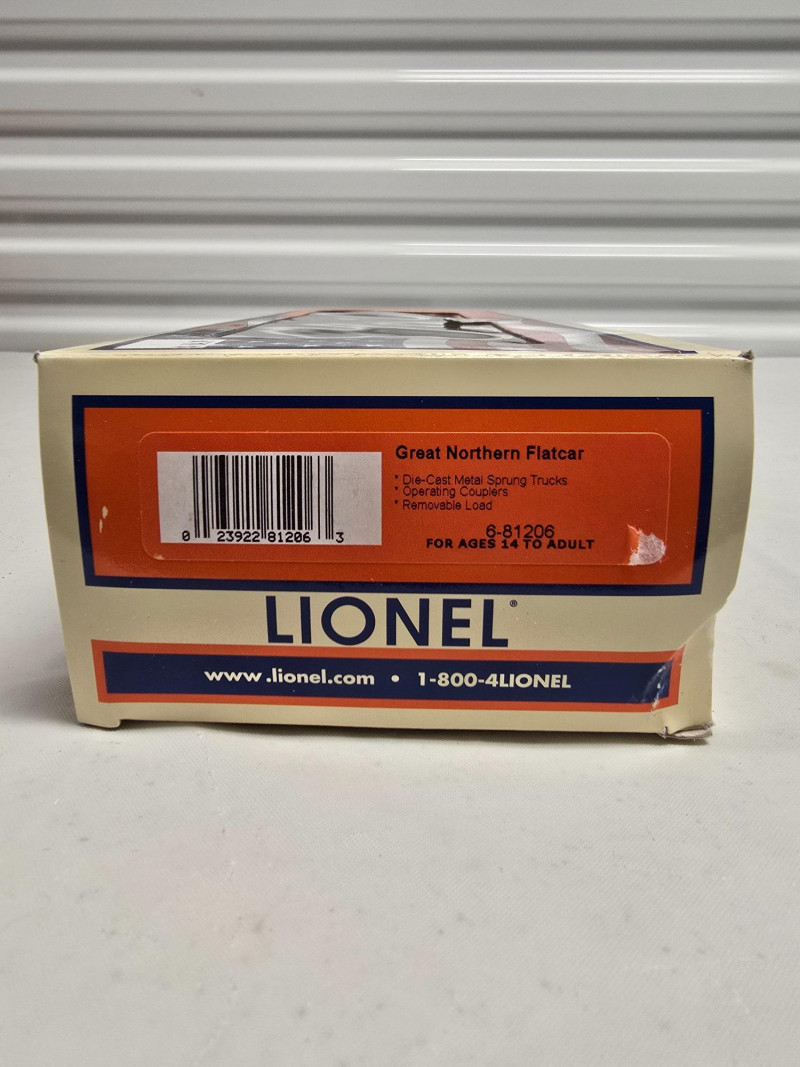 Great Northern Flatcar
* Die-Cast Metal Sprung Trucks
* Operating Couplers
* Removable Load
0 23922 81206 3
6-81206
FOR AGES 14 TO ADULT
LIONEL®
www.lionel.com • 1-800-4LIONEL